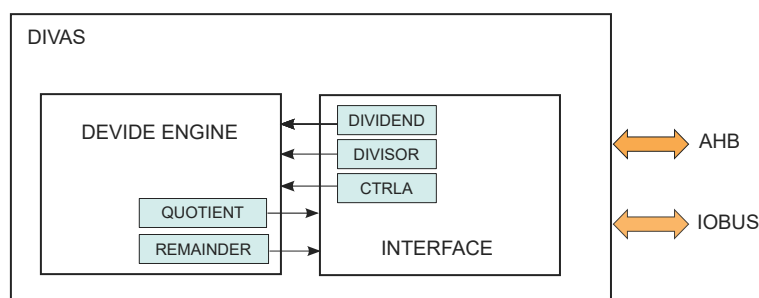 DIVAS
DEVIDE ENGINE
DIVIDEND
DIVISOR
CTRLA
QUOTIENT
REMAINDER
INTERFACE
AHB
IOBUS